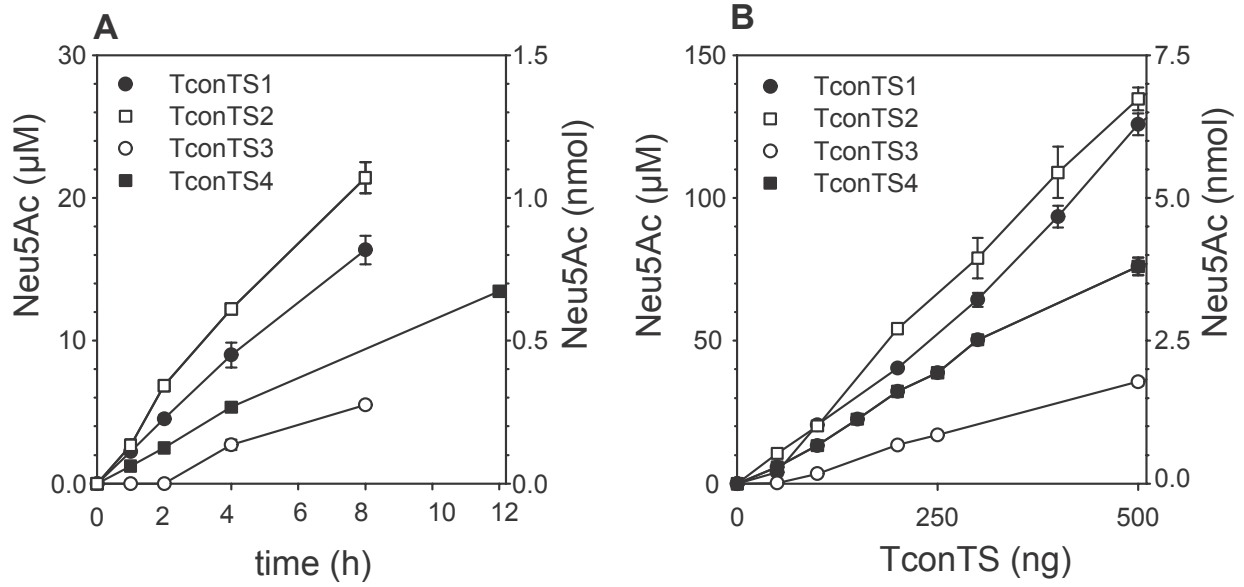 A
30
20
10
0.0
Neu5Ac (µM)
TconTS1
TconTS2
TconTS3
TconTS4
1.5
1.0
0.5
0.0
Neu5Ac (nmol)
0 2 4 6 8 10 12
time (h)
B
150
100
50
0
Neu5Ac (µM)
TconTS1
TconTS2
TconTS3
TconTS4
7.5
5.0
2.5
0.0
Neu5Ac (nmol)
0 250 500
TconTS (ng)